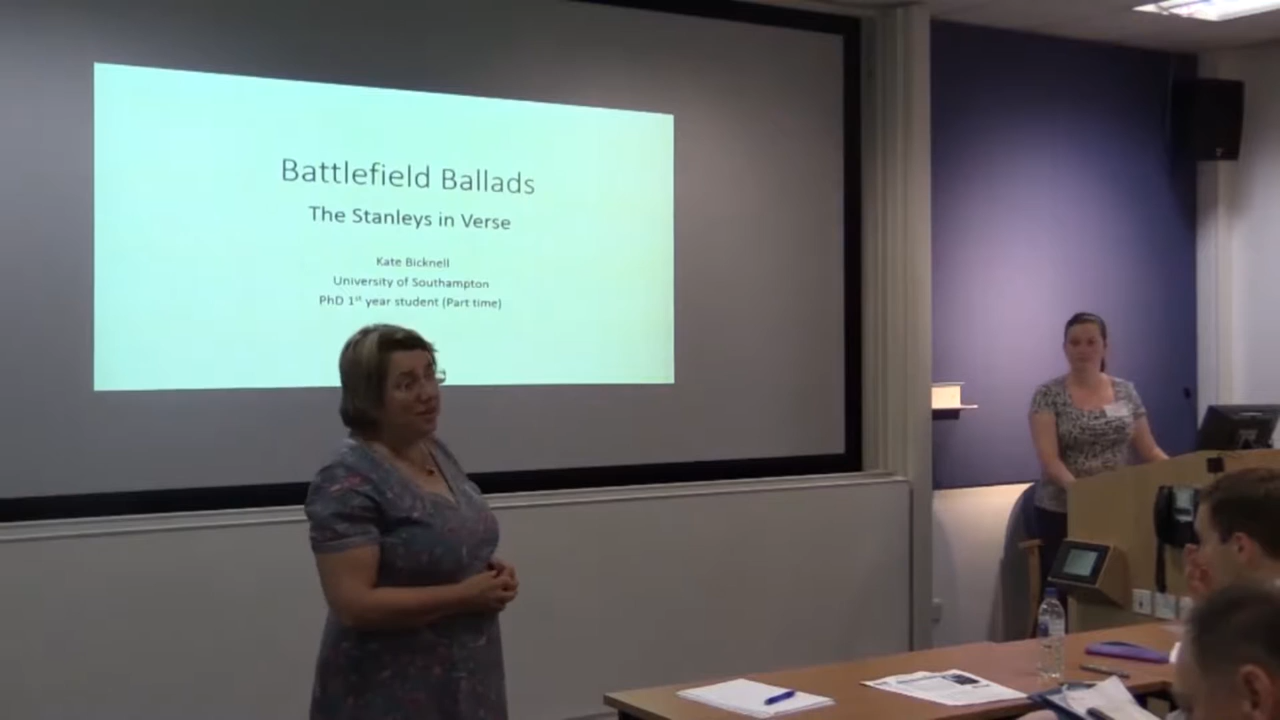 Battlefield Ballads
The Stanleys in Verse
Kate Bicknell
University of Southampton
PhD 1st year student (Part time)